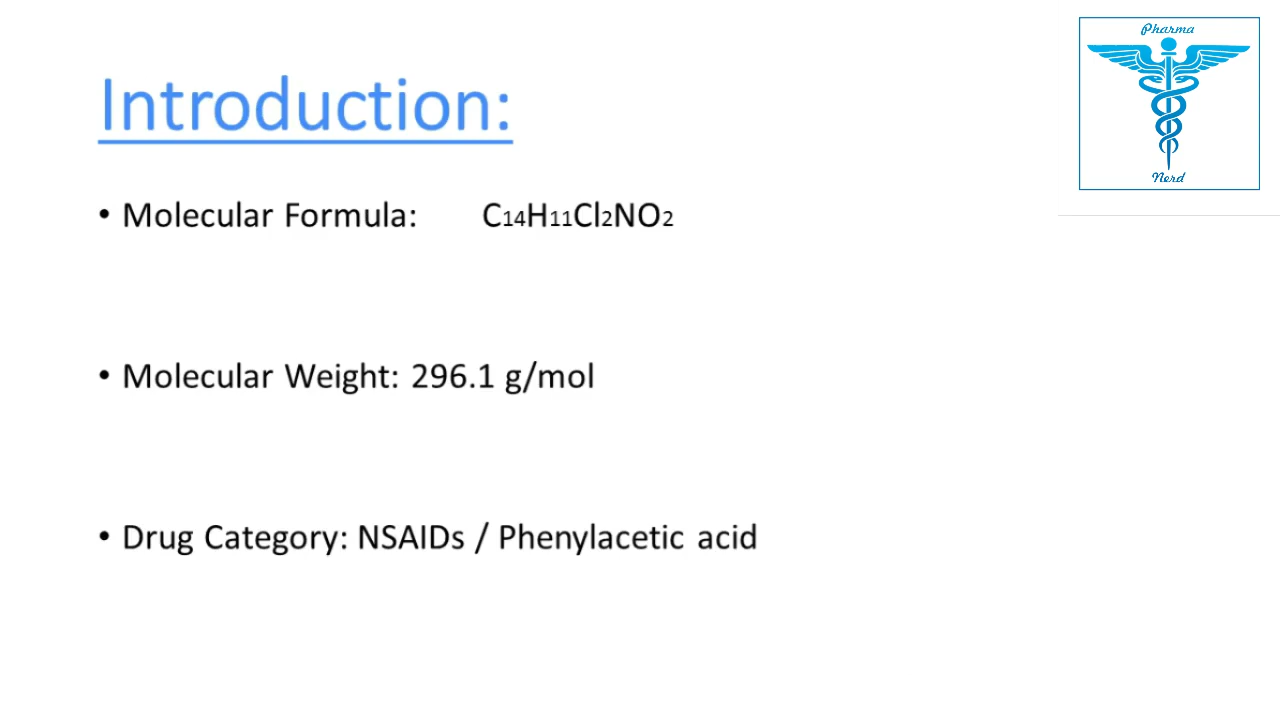 Pharma
Nerd
Introduction:
• Molecular Formula: C14H11Cl2NO2
• Molecular Weight: 296.1 g/mol
• Drug Category: NSAIDs / Phenylacetic acid